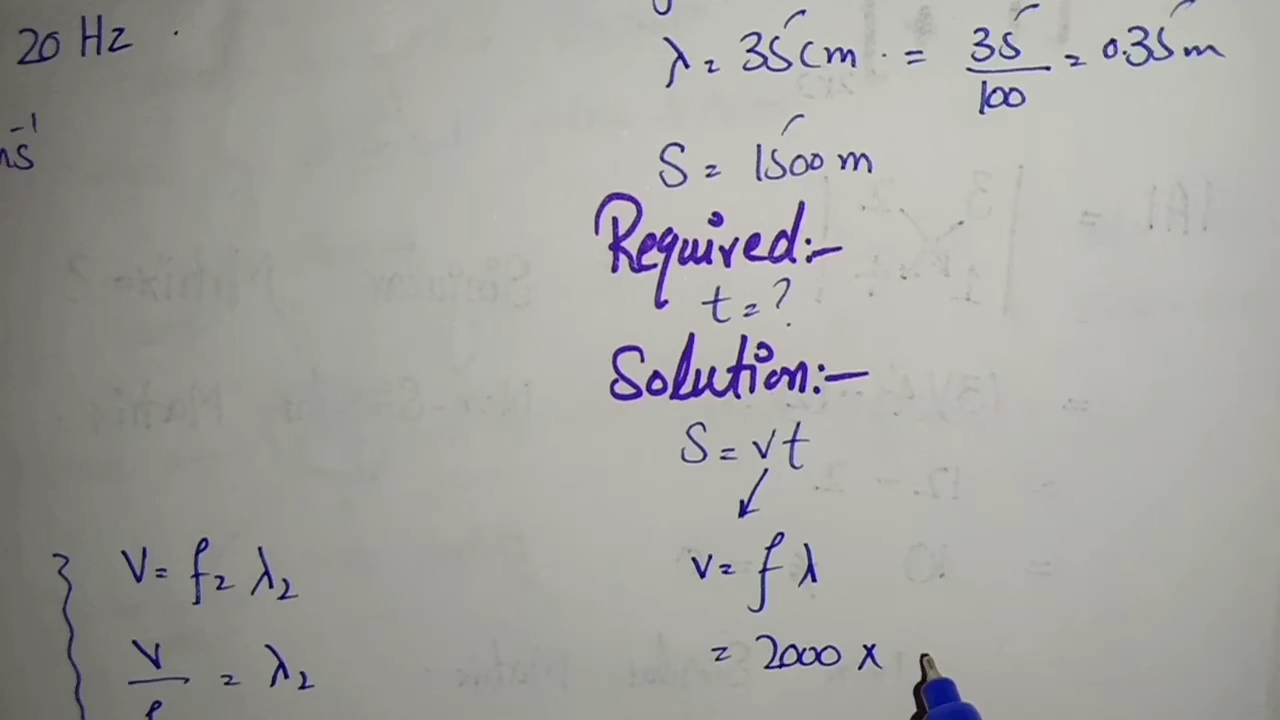 20 Hz
λ = 35 cm = 35/100 = 0.35 m
S = 1500 m
Required:-
t = ?
Solution:-
S = vt
v = fλ
= 2000 ×
V = f₂ λ₂
V/f = λ₂